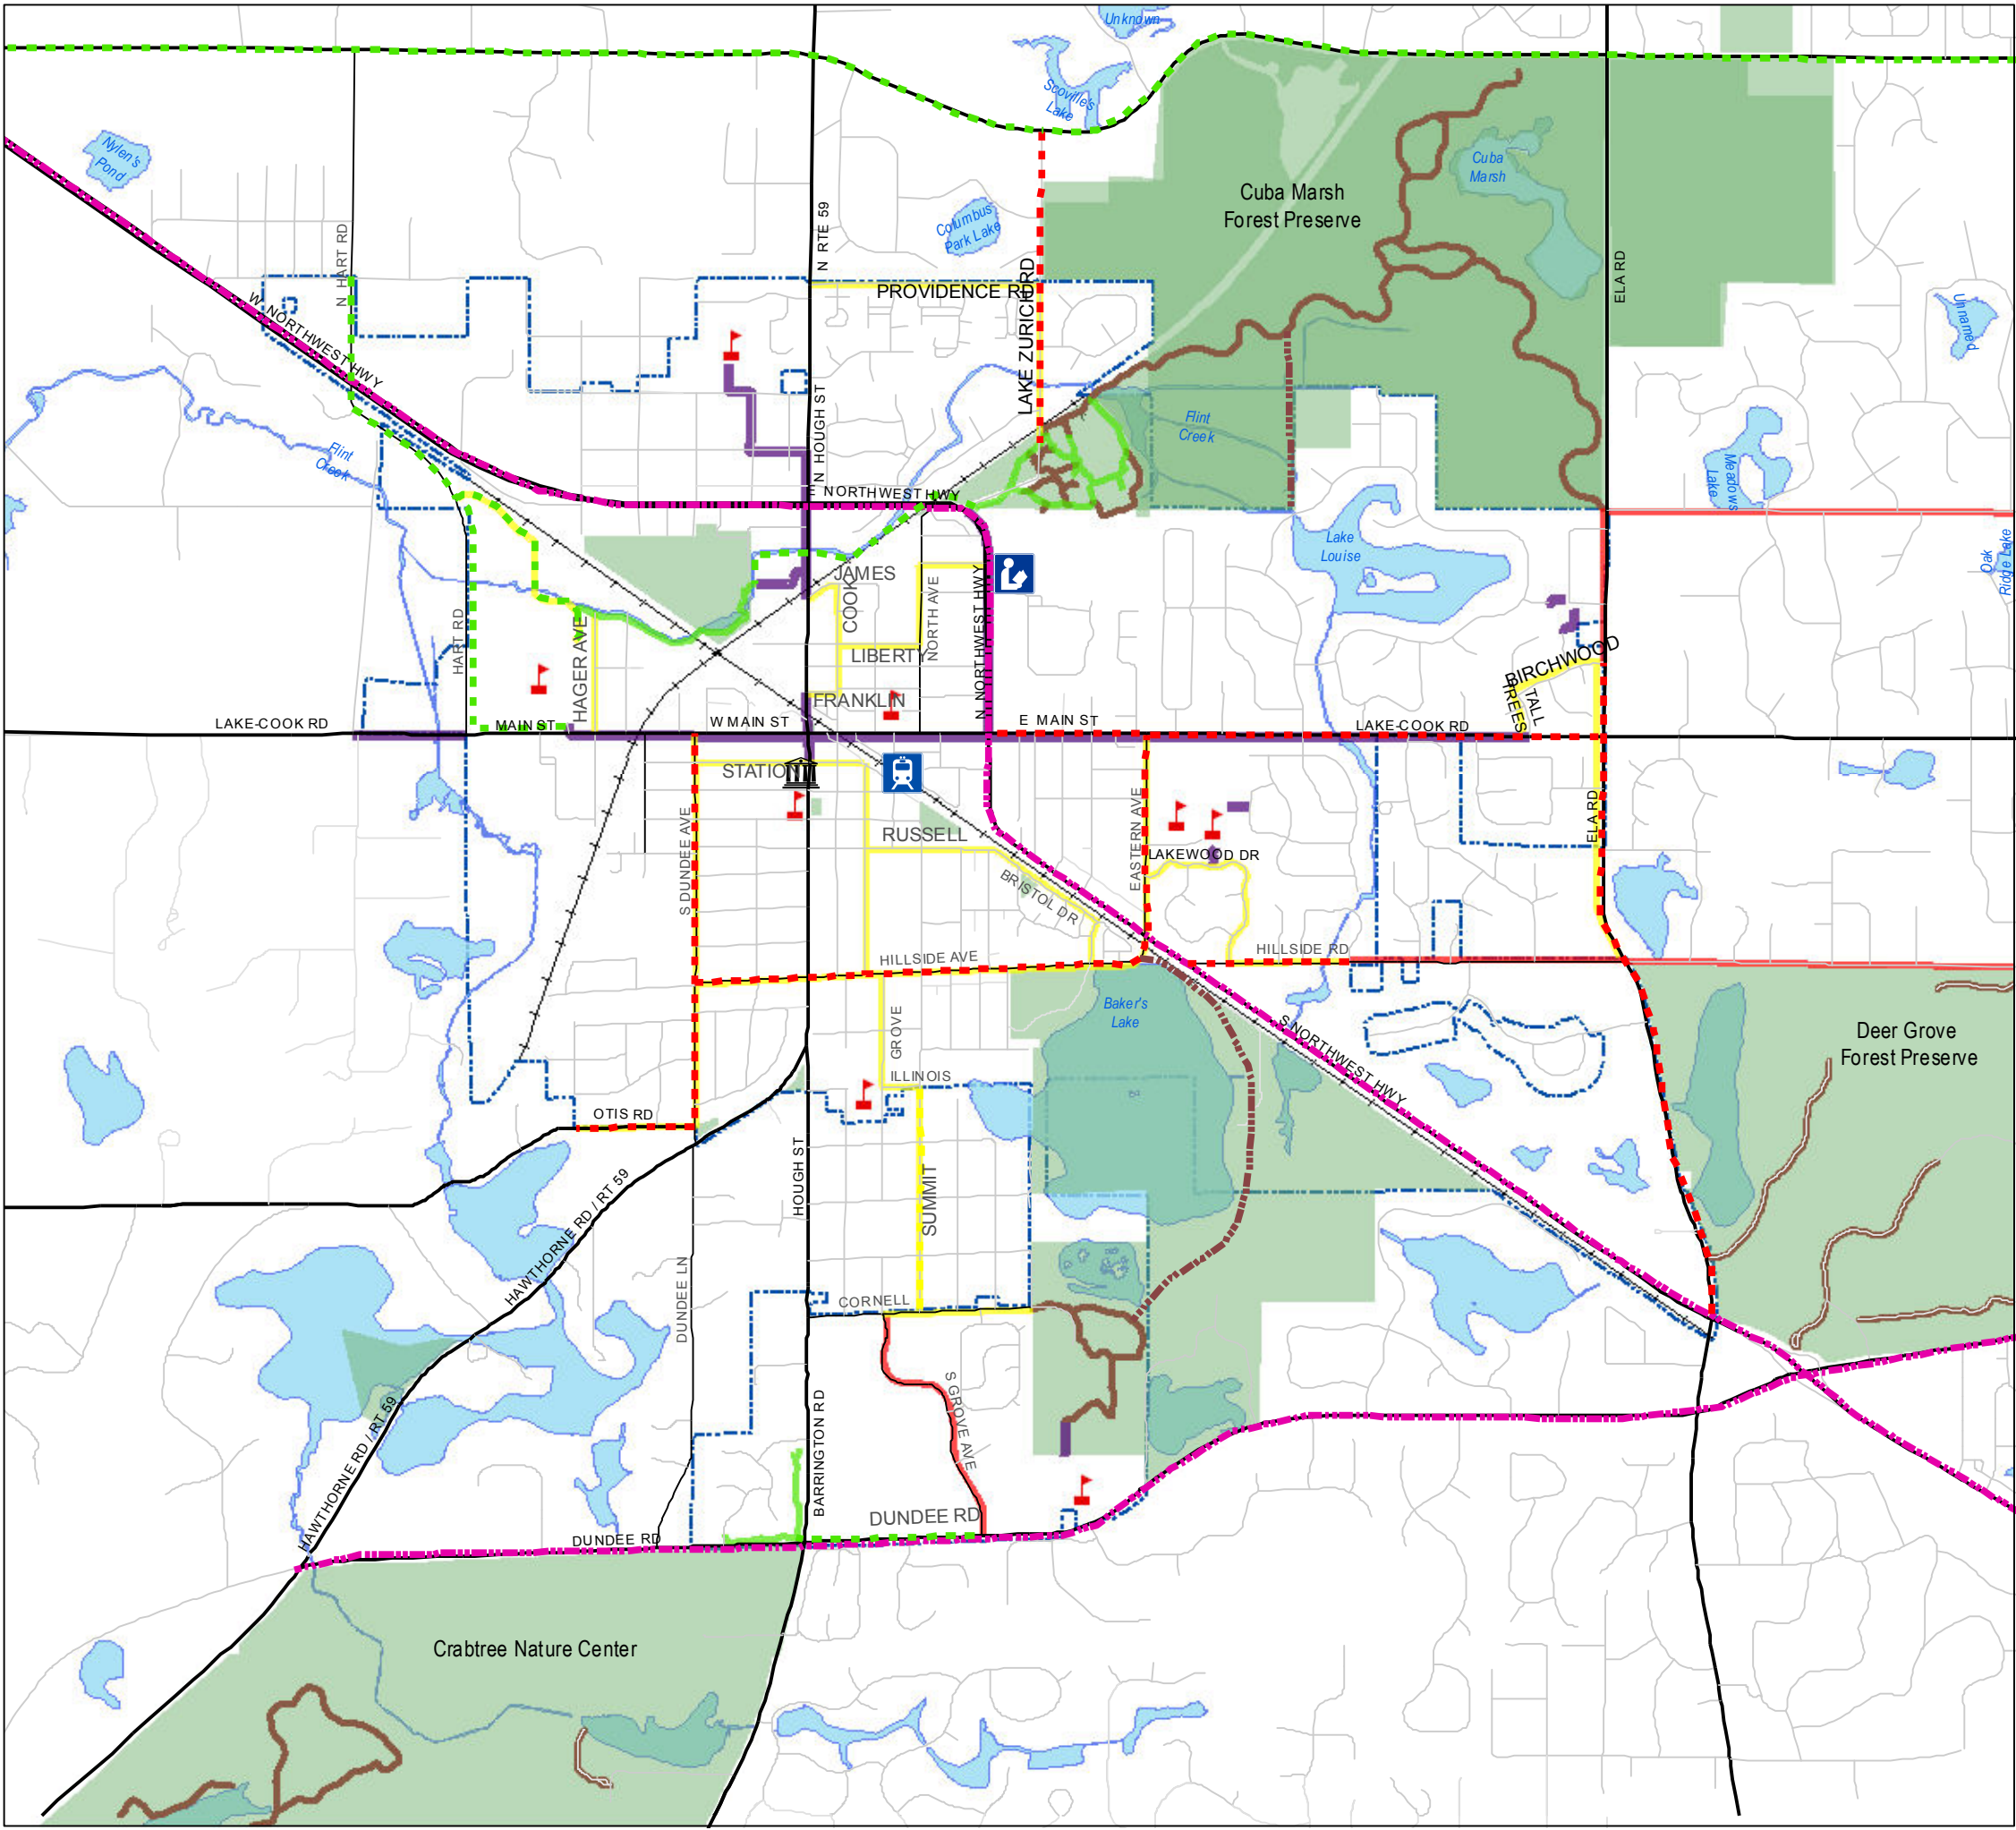 Unknown
Scoville's
Lake
Nylen's
Pond
Cuba
Marsh
Cuba Marsh
Forest Preserve
Columbus
Park Lake
N RTE 59
N HART RD
ELA RD
PROVIDENCE RD
LAKE ZURICH RD
W NORTHWEST HWY
Unnamed
N HOUGH ST
Flint
Creek
Flint
Creek
E NORTHWEST HWY
Meadows
Lake
Lake
Louise
Oak
Ridge Lake
JAMES
COOK
NORTH AVE
N NORTHWEST HWY
HART RD
HAGER AVE
LIBERTY
BIRCHWOOD
TALL
TREES
FRANKLIN
LAKE-COOK RD
MAIN ST
W MAIN ST
E MAIN ST
LAKE-COOK RD
STATION
S DUNDEE AVE
RUSSELL
EASTERN AVE
ELA RD
LAKEWOOD DR
BRISTOL DR
HILLSIDE AVE
HILLSIDE RD
Baker's
Lake
GROVE
S NORTHWEST HWY
Deer Grove
Forest Preserve
ILLINOIS
OTIS RD
HOUGH ST
SUMMIT
HAWTHORNE RD / RT 59
DUNDEE LN
CORNELL
S GROVE AVE
BARRINGTON RD
HAWTHORNE RD / RT 59
DUNDEE RD
DUNDEE RD
Crabtree Nature Center